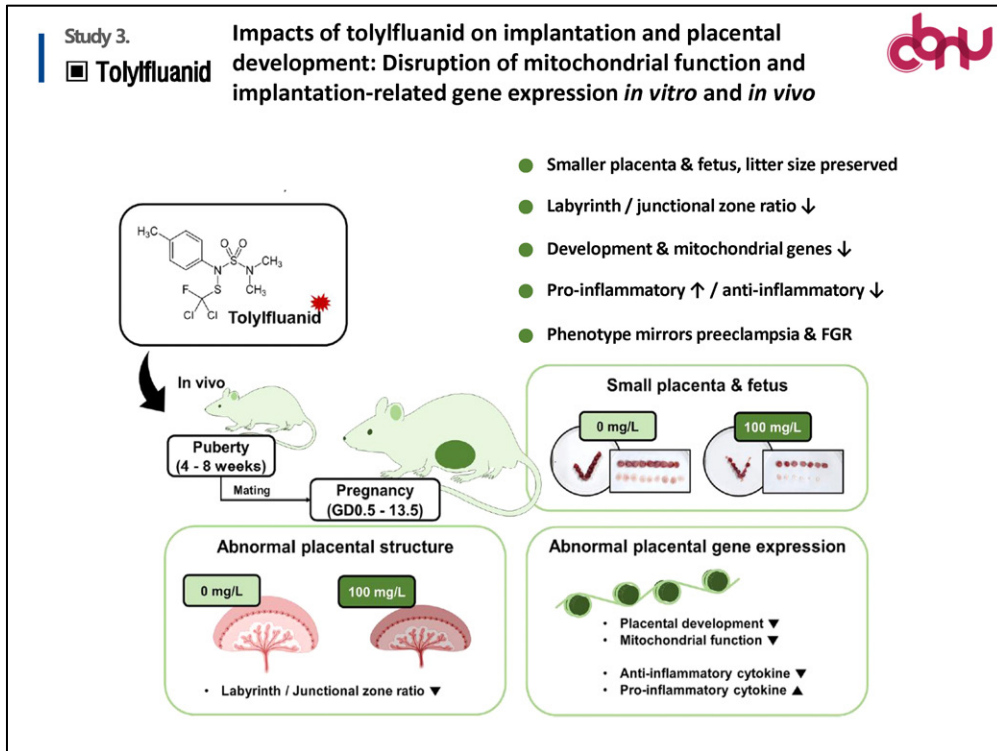 Study 3.
▣ Tolylfluanid
Impacts of tolylfluanid on implantation and placental
development: Disruption of mitochondrial function and
implantation-related gene expression in vitro and in vivo
cbnu
● Smaller placenta & fetus, litter size preserved
● Labyrinth / junctional zone ratio ↓
● Development & mitochondrial genes ↓
● Pro-inflammatory ↑ / anti-inflammatory ↓
● Phenotype mirrors preeclampsia & FGR
H₃C
O O
S
N N CH₃
F S CH₃
Cl Cl
Tolylfluanid
In vivo
Puberty
(4 - 8 weeks)
Mating
Pregnancy
(GD0.5 - 13.5)
Small placenta & fetus
0 mg/L
100 mg/L
Abnormal placental structure
0 mg/L
100 mg/L
• Labyrinth / Junctional zone ratio ▼
Abnormal placental gene expression
• Placental development ▼
• Mitochondrial function ▼
• Anti-inflammatory cytokine ▼
• Pro-inflammatory cytokine ▲